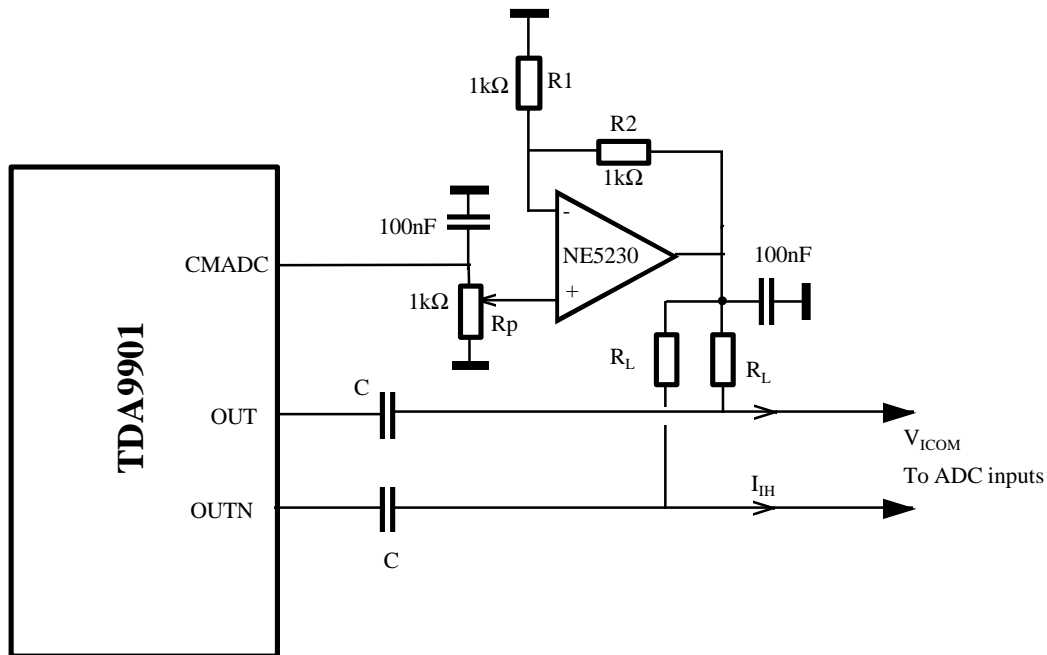 1kΩ
R1
R2
1kΩ
100nF
-
NE5230
+
100nF
CMADC
1kΩ
Rp
TDA9901
R_L
R_L
C
OUT
V_ICOM
To ADC inputs
I_IH
OUTN
C